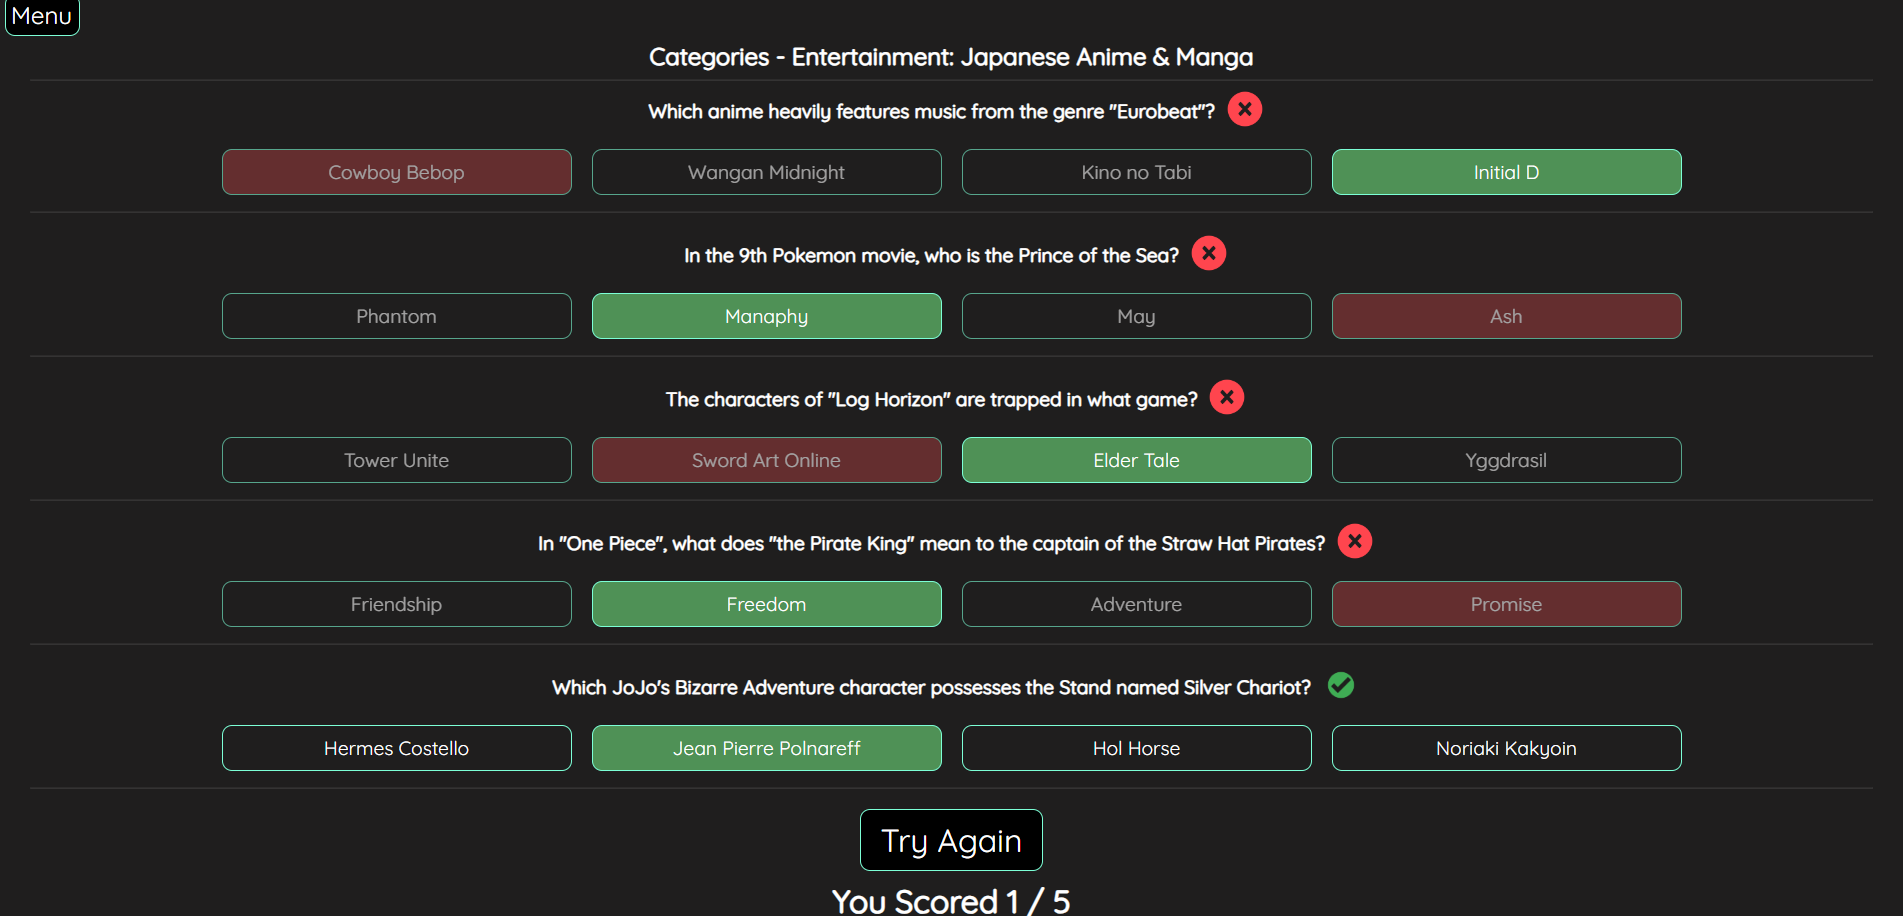 Menu
Categories - Entertainment: Japanese Anime & Manga
Which anime heavily features music from the genre "Eurobeat"?
Cowboy Bebop Wangan Midnight Kino no Tabi Initial D
In the 9th Pokemon movie, who is the Prince of the Sea?
Phantom Manaphy May Ash
The characters of "Log Horizon" are trapped in what game?
Tower Unite Sword Art Online Elder Tale Yggdrasil
In "One Piece", what does "the Pirate King" mean to the captain of the Straw Hat Pirates?
Friendship Freedom Adventure Promise
Which JoJo's Bizarre Adventure character possesses the Stand named Silver Chariot?
Hermes Costello Jean Pierre Polnareff Hol Horse Noriaki Kakyoin
Try Again
You Scored 1 / 5